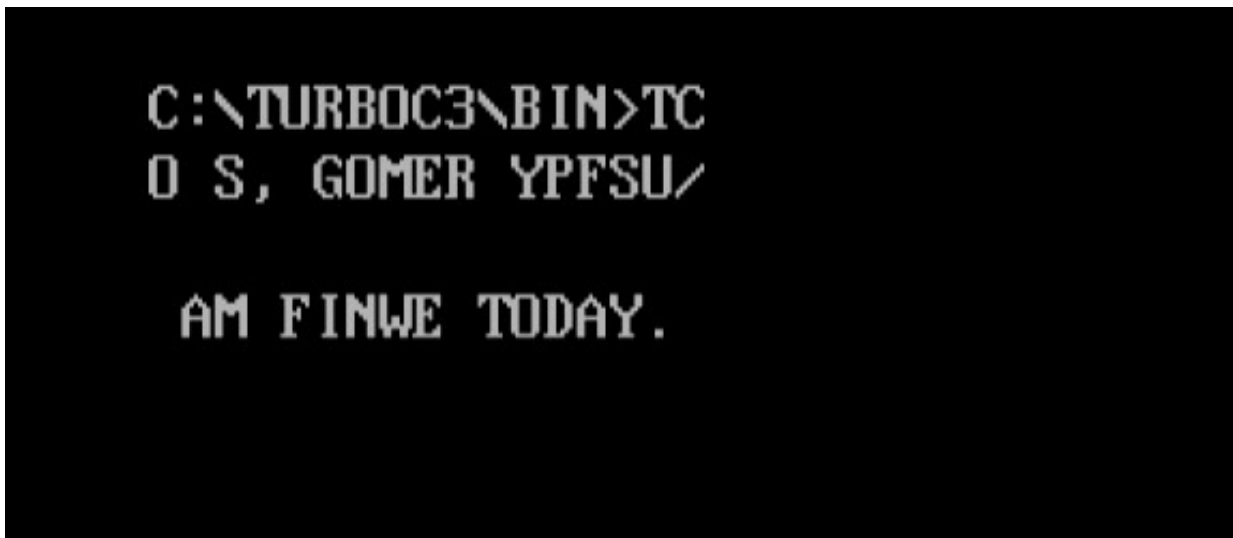 C:\TURBOC3\BIN>TC
O S, GOMER YPFSU/
AM FINWE TODAY.